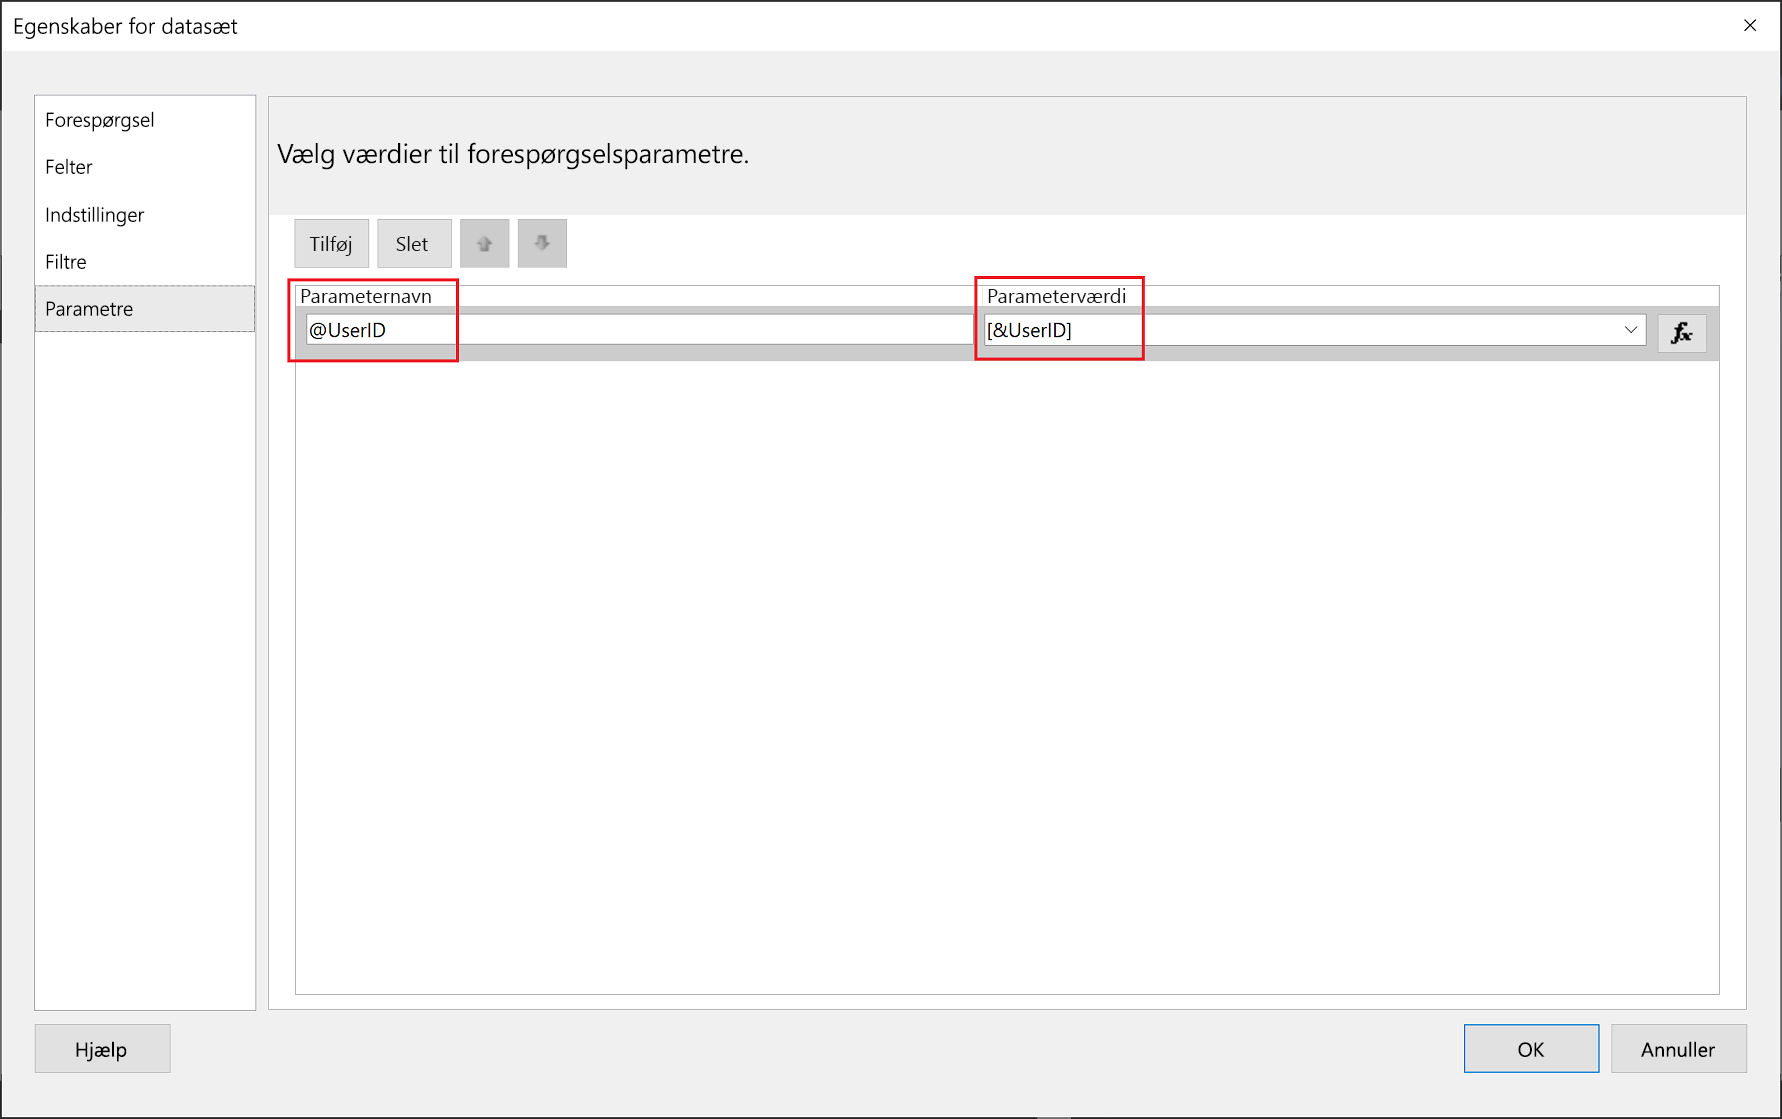 Egenskaber for datasæt
Forespørgsel
Felter
Indstillinger
Filtre
Parametre
Vælg værdier til forespørgselsparametre.
Tilføj
Slet
Parameternavn
Parameterværdi
@UserID
[&UserID]
fx
Hjælp
OK
Annuller